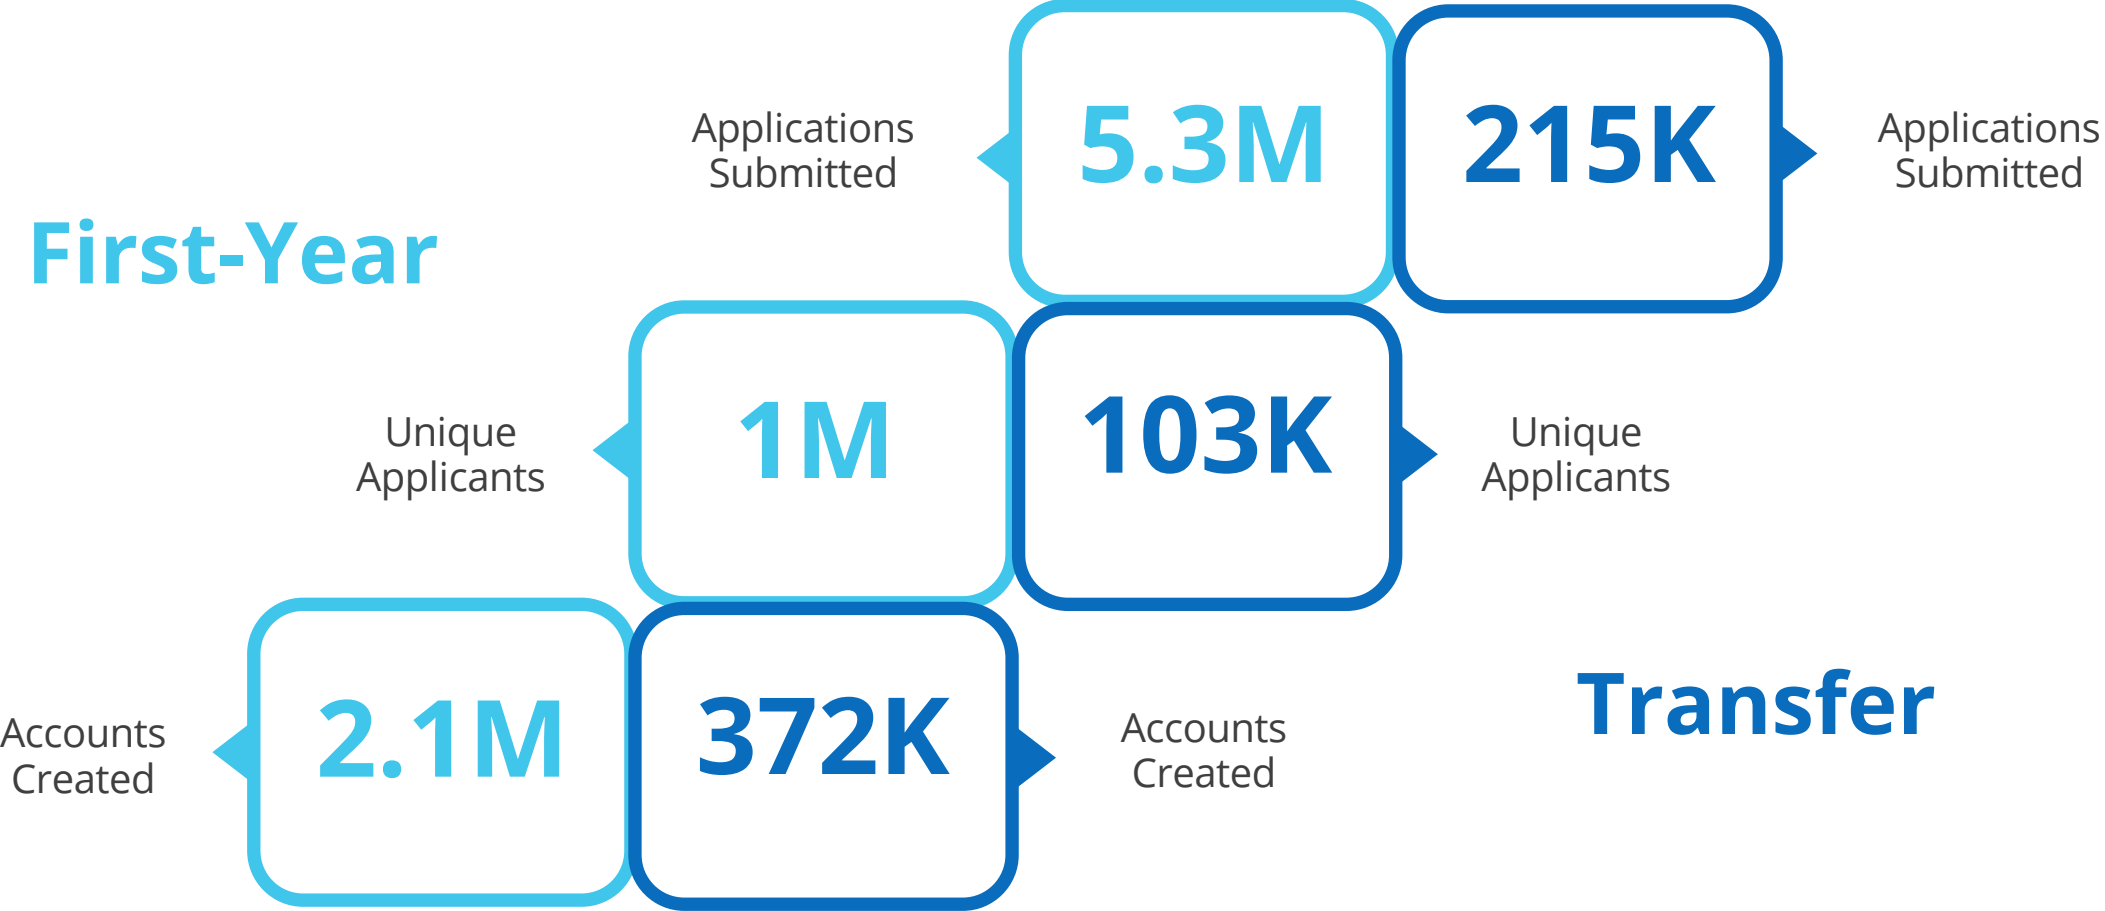 First-Year
Applications
Submitted
5.3M
215K
Applications
Submitted
Unique
Applicants
1M
103K
Unique
Applicants
Accounts
Created
2.1M
372K
Accounts
Created
Transfer